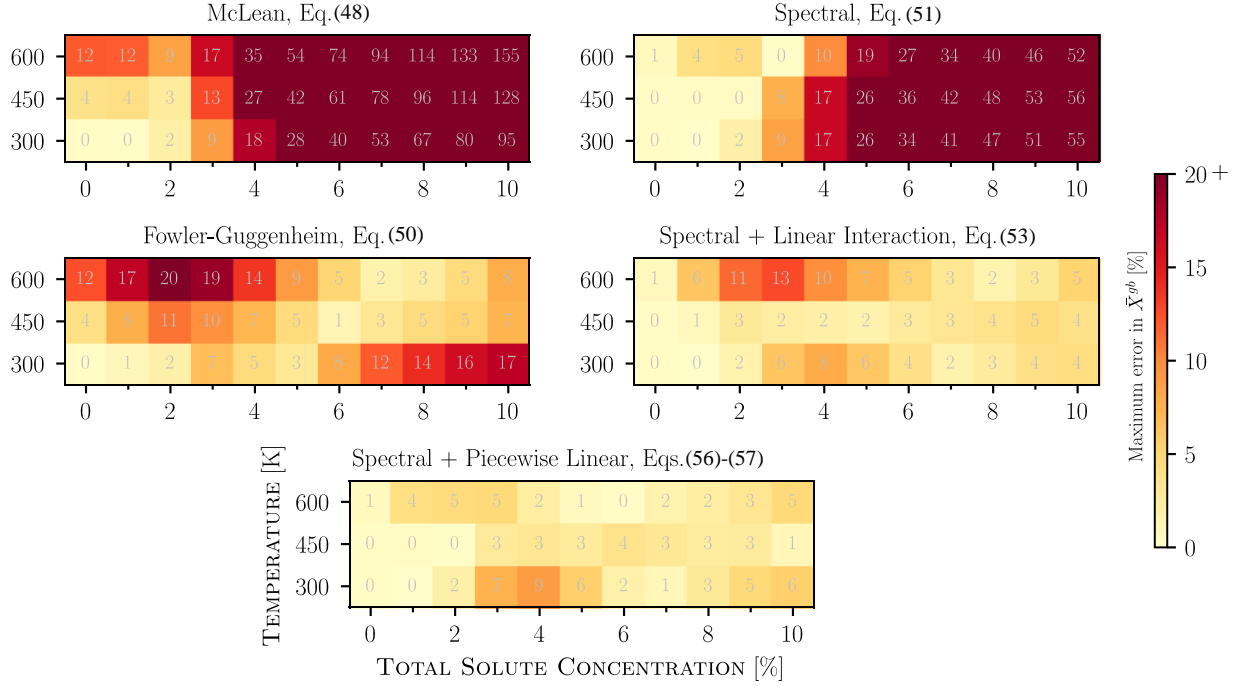 McLean, Eq.(48)
600 12 12 9 17 35 54 74 94 114 133 155
450 4 4 3 13 27 42 61 78 96 114 128
300 0 0 2 9 18 28 40 53 67 80 95
0 2 4 6 8 10
Spectral, Eq.(51)
600 1 4 5 0 10 19 27 34 40 46 52
450 0 0 0 8 17 26 36 42 48 53 56
300 0 0 2 9 17 26 34 41 47 51 55
0 2 4 6 8 10
Fowler-Guggenheim, Eq.(50)
600 12 17 20 19 14 9 5 2 3 5 8
450 4 8 11 10 7 5 1 3 5 5 7
300 0 1 2 7 5 3 8 12 14 16 17
0 2 4 6 8 10
Spectral + Linear Interaction, Eq.(53)
600 1 6 11 13 10 7 5 3 2 3 5
450 0 1 3 2 2 2 3 3 4 5 4
300 0 0 2 6 8 6 4 2 3 4 4
0 2 4 6 8 10
Spectral + Piecewise Linear, Eqs.(56)-(57)
600 1 4 5 5 2 1 0 2 2 3 5
450 0 0 0 3 3 3 4 3 3 3 1
300 0 0 2 7 9 6 2 1 3 5 6
0 2 4 6 8 10
Temperature [K]
Total Solute Concentration [%]
20+
15
10
5
0
Maximum error in X̄^{gb} [%]